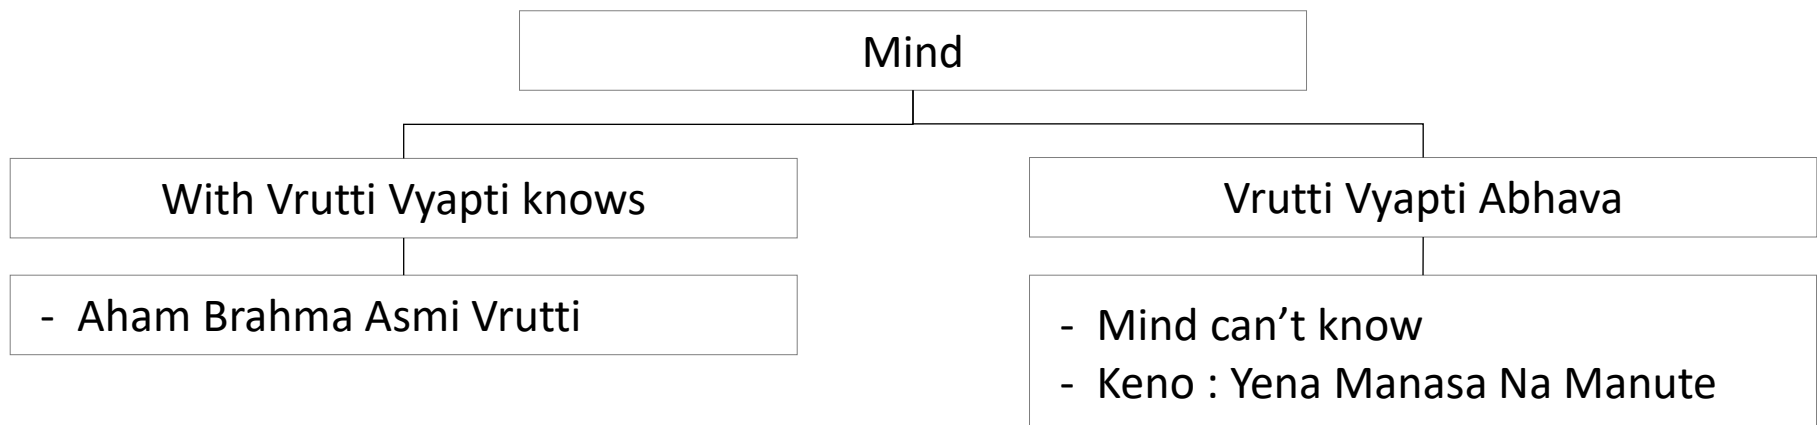 Mind
With Vrutti Vyapti knows
Vrutti Vyapti Abhava
- Aham Brahma Asmi Vrutti
- Mind can’t know
- Keno : Yena Manasa Na Manute